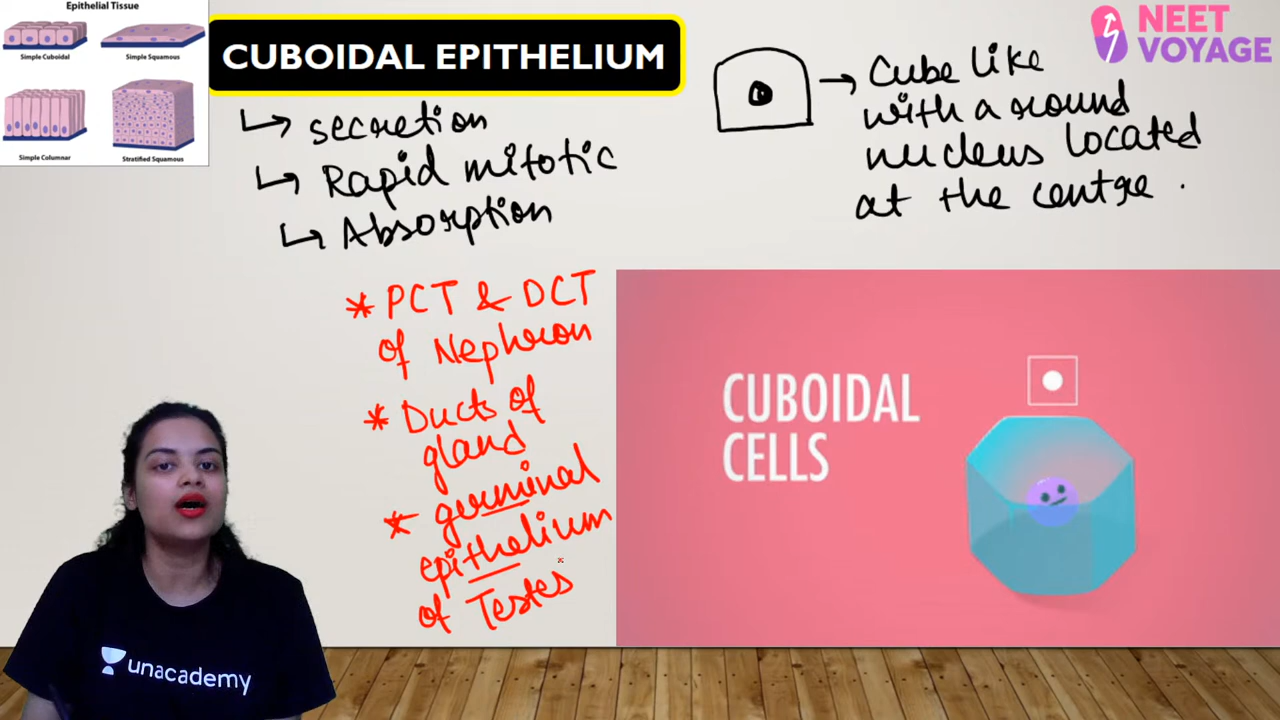 Epithelial Tissue
Simple Cuboidal
Simple Squamous
Simple Columnar
Stratified Squamous
CUBOIDAL EPITHELIUM
NEET
VOYAGE
↳ secretion
↳ Rapid mitotic
↳ Absorption
→ Cube like
with a round
nucleus located
at the centre .
* PCT & DCT
of Nephron
* Ducts of
gland
* germinal
epithelium
of Testes
CUBOIDAL
CELLS
unacademy